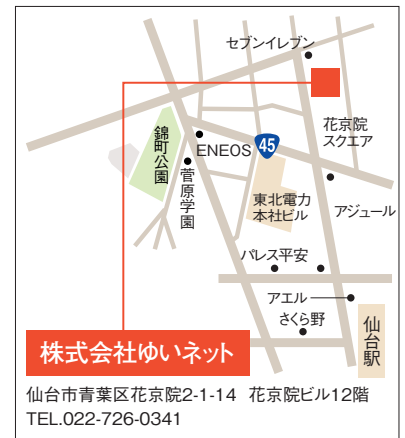 セブンイレブン
花京院
スクエア
錦町公園
ENEOS
45
菅原学園
東北電力
本社ビル
アジュール
パレス平安
アエル
さくら野
仙台駅
株式会社ゆいネット
仙台市青葉区花京院2-1-14 花京院ビル12階
TEL.022-726-0341